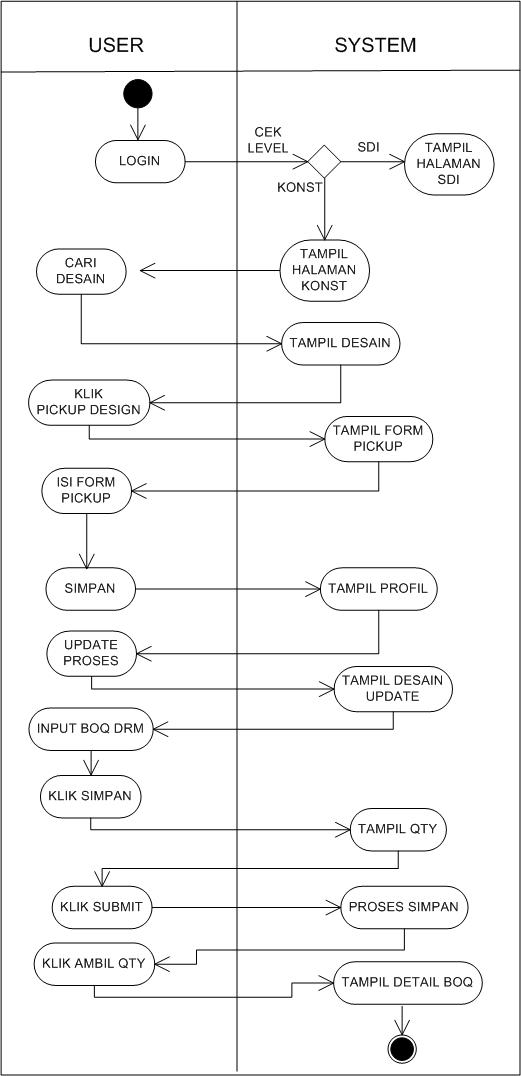 USER
SYSTEM
LOGIN
CEK
LEVEL
SDI
TAMPIL
HALAMAN
SDI
KONST
TAMPIL
HALAMAN
KONST
CARI
DESAIN
TAMPIL DESAIN
KLIK
PICKUP DESIGN
TAMPIL FORM
PICKUP
ISI FORM
PICKUP
SIMPAN
TAMPIL PROFIL
UPDATE
PROSES
TAMPIL DESAIN
UPDATE
INPUT BOQ DRM
KLIK SIMPAN
TAMPIL QTY
KLIK SUBMIT
PROSES SIMPAN
KLIK AMBIL QTY
TAMPIL DETAIL BOQ